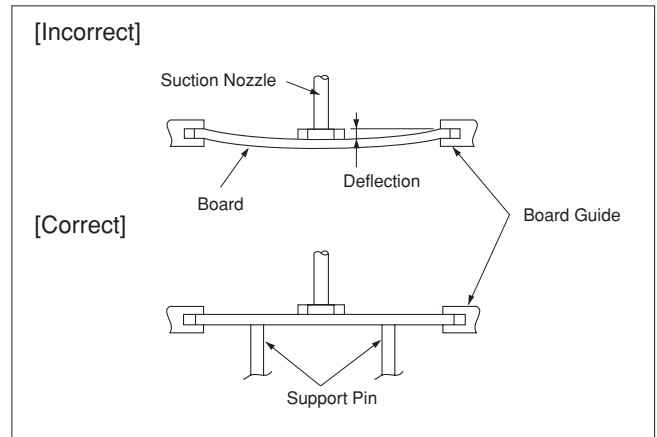 [Incorrect]
Suction Nozzle
Deflection
Board
Board Guide
[Correct]
Support Pin